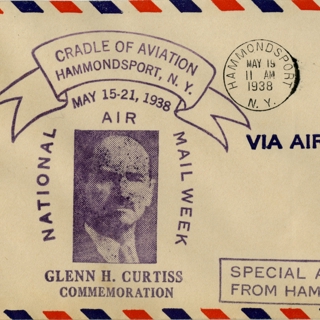 CRADLE OF AVIATION
HAMMONDSPORT, N. Y.
MAY 15-21, 1938
NATIONAL
AIR
MAIL WEEK
GLENN H. CURTISS
COMMEMORATION
HAMMONDSPORT
MAY 19
11 AM
1938
N. Y.
VIA AIR
SPECIAL A
FROM HAM